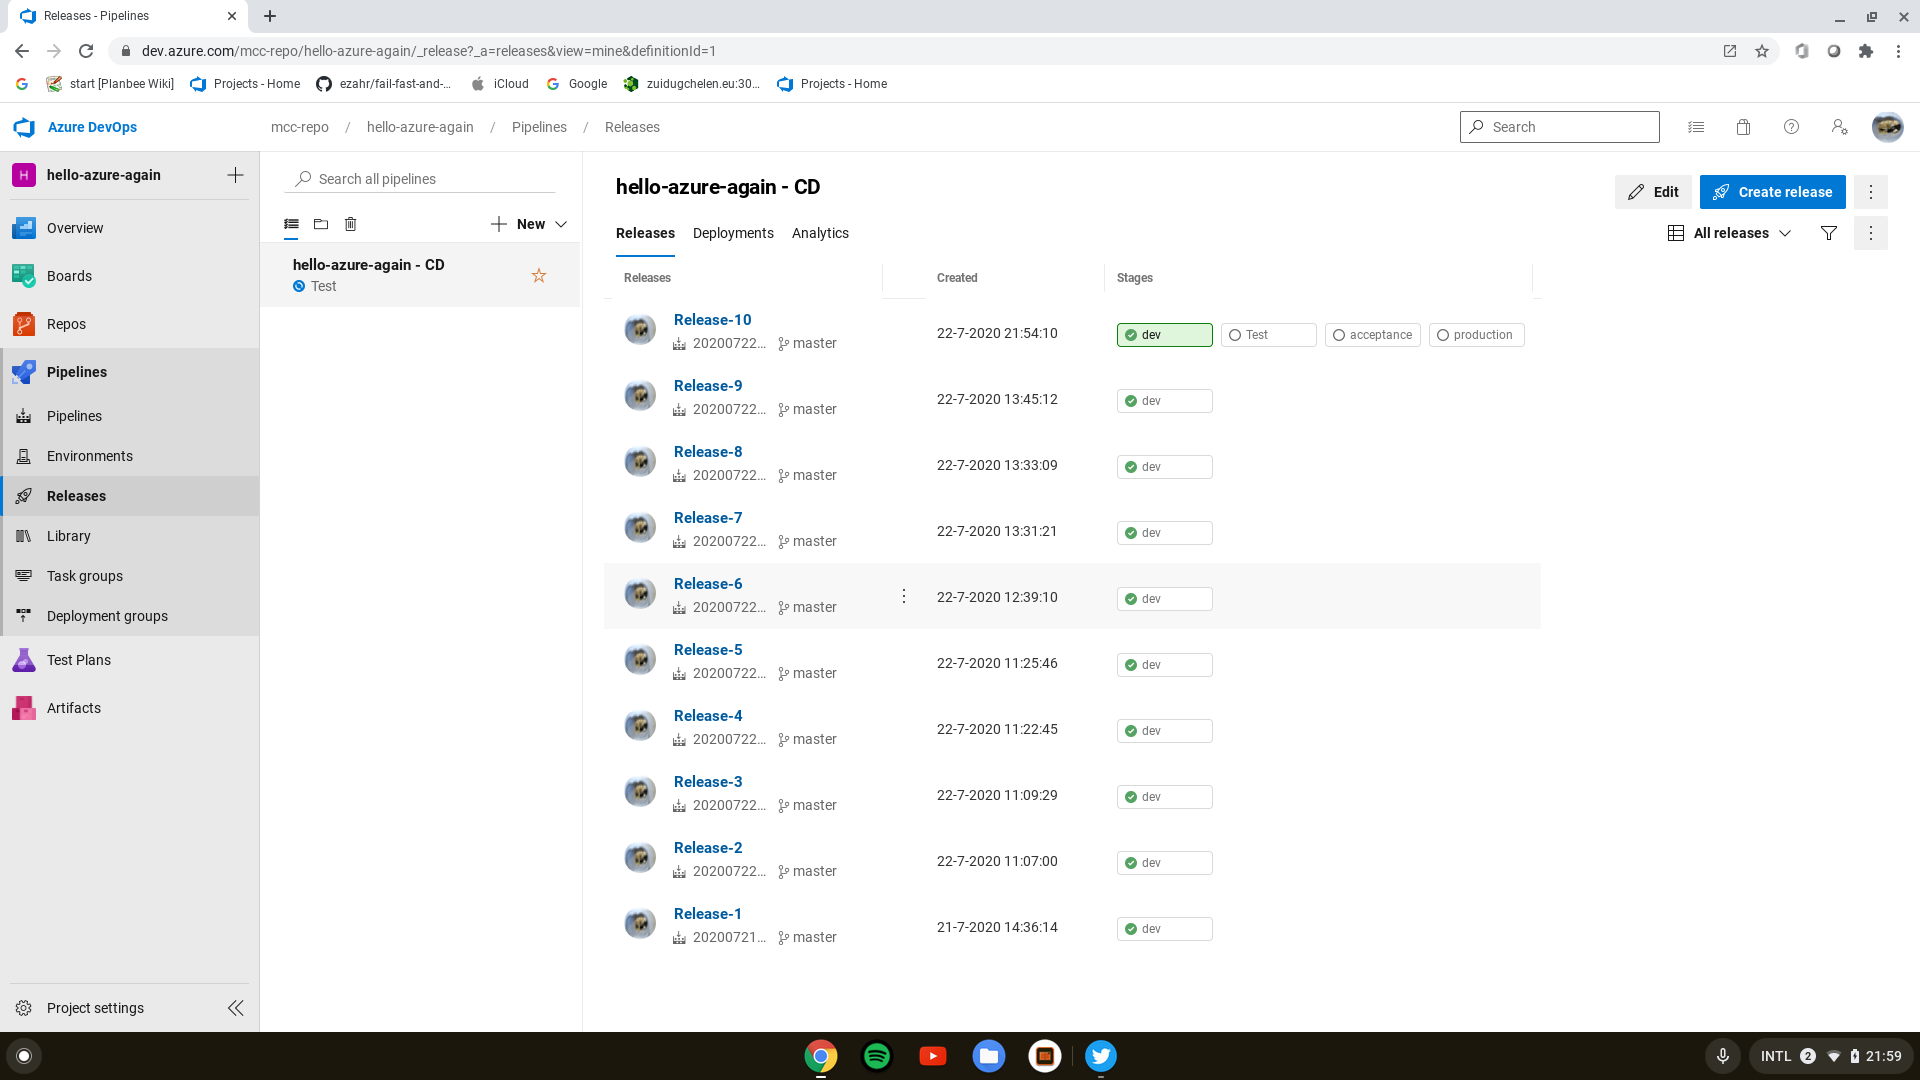 Releases - Pipelines
dev.azure.com/mcc-repo/hello-azure-again/_release?_a=releases&view=mine&definitionId=1
start [Planbee Wiki]
Projects - Home
ezahr/fail-fast-and-...
iCloud
Google
zuidugchelen.eu:30...
Projects - Home
Azure DevOps
mcc-repo / hello-azure-again / Pipelines / Releases
Search
H hello-azure-again
Overview
Boards
Repos
Pipelines
Pipelines
Environments
Releases
Library
Task groups
Deployment groups
Test Plans
Artifacts
Project settings
Search all pipelines
New
hello-azure-again - CD
Test
hello-azure-again - CD
Edit
Create release
Releases Deployments Analytics
All releases
Releases Created Stages
Release-10
20200722... master
22-7-2020 21:54:10
dev Test acceptance production
Release-9
20200722... master
22-7-2020 13:45:12
dev
Release-8
20200722... master
22-7-2020 13:33:09
dev
Release-7
20200722... master
22-7-2020 13:31:21
dev
Release-6
20200722... master
22-7-2020 12:39:10
dev
Release-5
20200722... master
22-7-2020 11:25:46
dev
Release-4
20200722... master
22-7-2020 11:22:45
dev
Release-3
20200722... master
22-7-2020 11:09:29
dev
Release-2
20200722... master
22-7-2020 11:07:00
dev
Release-1
20200721... master
21-7-2020 14:36:14
dev
INTL 2 21:59